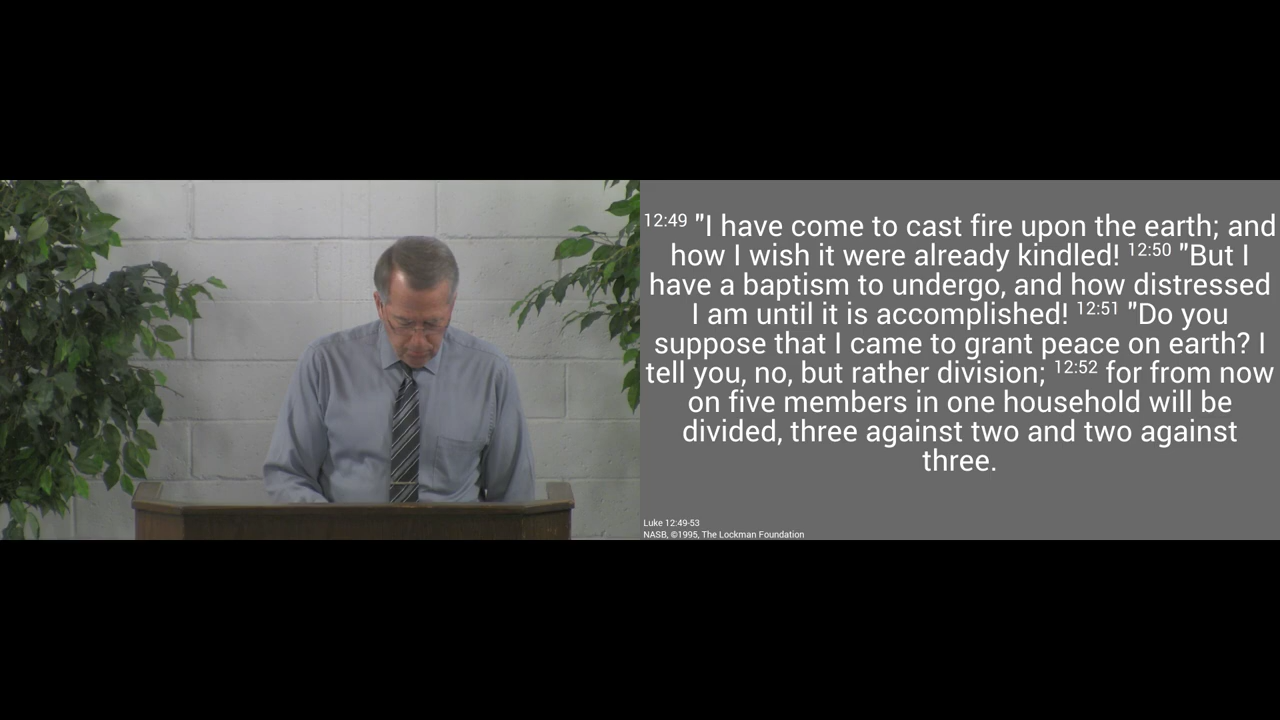 12:49 "I have come to cast fire upon the earth; and
how I wish it were already kindled! 12:50 "But I
have a baptism to undergo, and how distressed
I am until it is accomplished! 12:51 "Do you
suppose that I came to grant peace on earth? I
tell you, no, but rather division; 12:52 for from now
on five members in one household will be
divided, three against two and two against
three.
Luke 12:49-53
NASB, ©1995, The Lockman Foundation